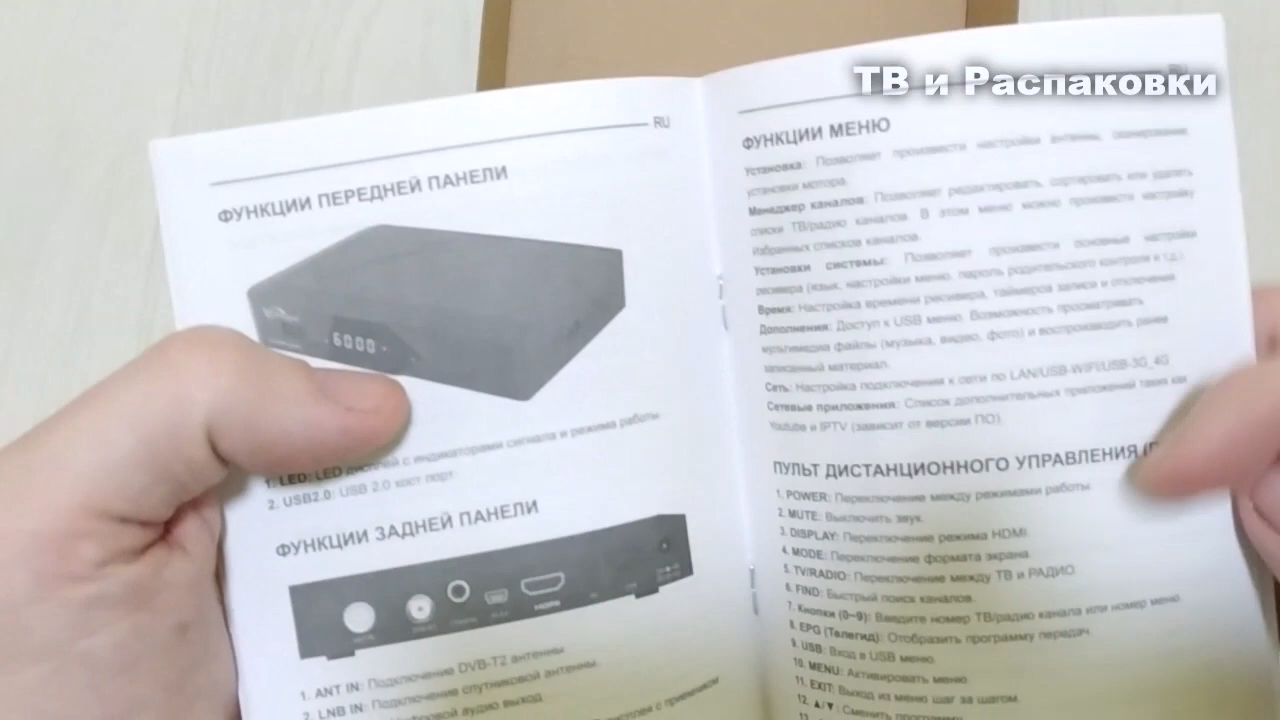 ТВ и Распаковки
RU
ФУНКЦИИ ПЕРЕДНЕЙ ПАНЕЛИ
6000
1. LED: LED дисплей с индикаторами сигнала и режима работы
2. USB2.0: USB 2.0 хост порт
ФУНКЦИИ ЗАДНЕЙ ПАНЕЛИ
HDMI
1. ANT IN: Подключение DVB-T2 антенны
2. LNB IN: Подключение спутниковой антенны.
Цифровой аудио выход
с приемником
ФУНКЦИИ МЕНЮ
Установка: Позволяет произвести настройки антенны, сканирование,
установки мотора.
Менеджер каналов: Позволяет редактировать, сортировать или удалять
списки ТВ/радио каналов. В этом меню можно произвести настройку
Избранных списков каналов.
Установки системы: Позволяет произвести основные настройки
ресивера (язык, настройки меню, пароль родительского контроля и т.д.).
Время: Настройка времени ресивера, таймеров записи и отключения
Дополнения: Доступ к USB меню. Возможность просматривать
мультимедиа файлы (музыка, видео, фото) и воспроизводить ранее
записанный материал.
Сеть: Настройка подключения к сети по LAN/USB-WiFi/USB-3G_4G
Сетевые приложения: Список дополнительных приложений таких как
Youtube и IPTV (зависит от версии ПО).
ПУЛЬТ ДИСТАНЦИОННОГО УПРАВЛЕНИЯ
1. POWER: Переключение между режимами работы
2. MUTE: Выключить звук.
3. DISPLAY: Переключение режима HDMI.
4. MODE: Переключение формата экрана.
5. TV/RADIO: Переключение между ТВ и РАДИО
6. FIND: Быстрый поиск каналов.
7. Кнопки (0~9): Введите номер ТВ/радио канала или номер меню
8. EPG (Телегид): Отобразить программу передач.
9. USB: Вход в USB меню.
10. MENU: Активировать меню.
11. EXIT: Выход из меню шаг за шагом.
12. ▲/▼: Сменить программу